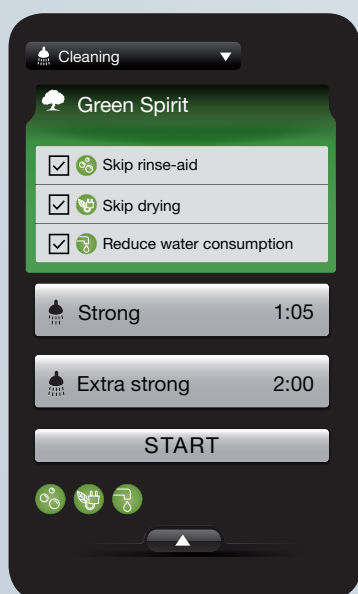 Cleaning
Green Spirit
Skip rinse-aid
Skip drying
Reduce water consumption
Strong 1:05
Extra strong 2:00
START